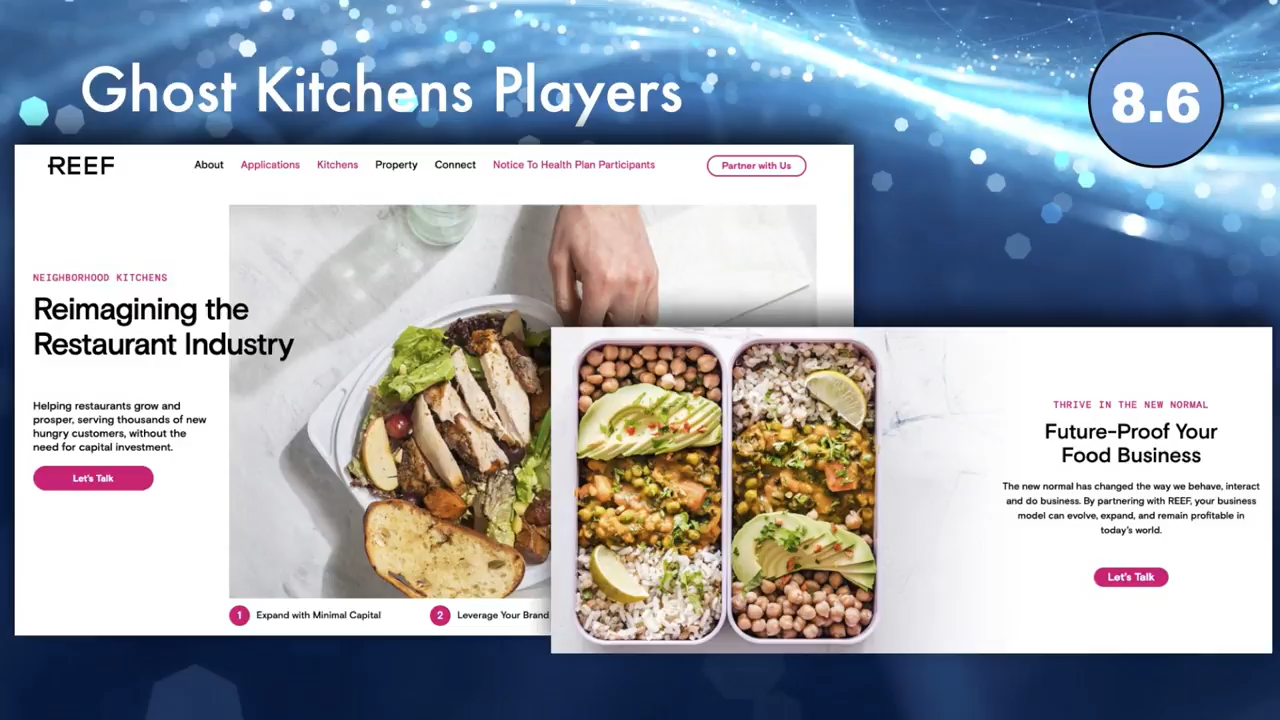 Ghost Kitchens Players
8.6
REEF
About Applications Kitchens Property Connect Notice To Health Plan Participants Partner with Us
NEIGHBORHOOD KITCHENS
Reimagining the
Restaurant Industry
Helping restaurants grow and
prosper, serving thousands of new
hungry customers, without the
need for capital investment.
Let's Talk
1 Expand with Minimal Capital
2 Leverage Your Brand
THRIVE IN THE NEW NORMAL
Future-Proof Your
Food Business
The new normal has changed the way we behave, interact
and do business. By partnering with REEF, your business
model can evolve, expand, and remain profitable in
today's world.
Let's Talk